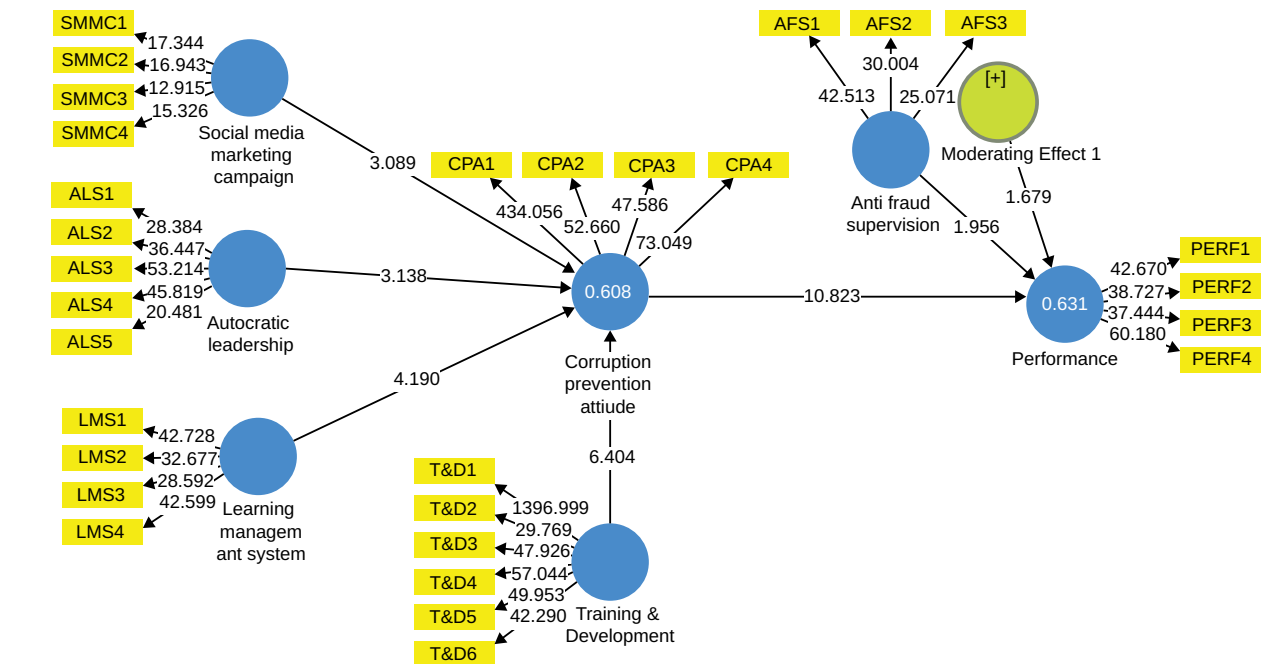 SMMC1
SMMC2
SMMC3
SMMC4
17.344
16.943
12.915
15.326
Social media
marketing
campaign
3.089
ALS1
ALS2
ALS3
ALS4
ALS5
28.384
36.447
53.214
45.819
20.481
Autocratic
leadership
3.138
LMS1
LMS2
LMS3
LMS4
42.728
32.677
28.592
42.599
Learning
managem
ant system
4.190
CPA1
CPA2
CPA3
CPA4
434.056
52.660
47.586
73.049
0.608
Corruption
prevention
attiude
6.404
T&D1
T&D2
T&D3
T&D4
T&D5
T&D6
1396.999
29.769
47.926
57.044
49.953
42.290
Training &
Development
10.823
AFS1
AFS2
AFS3
42.513
30.004
25.071
Anti fraud
supervision
1.956
[+]
Moderating Effect 1
1.679
0.631
Performance
42.670
38.727
37.444
60.180
PERF1
PERF2
PERF3
PERF4